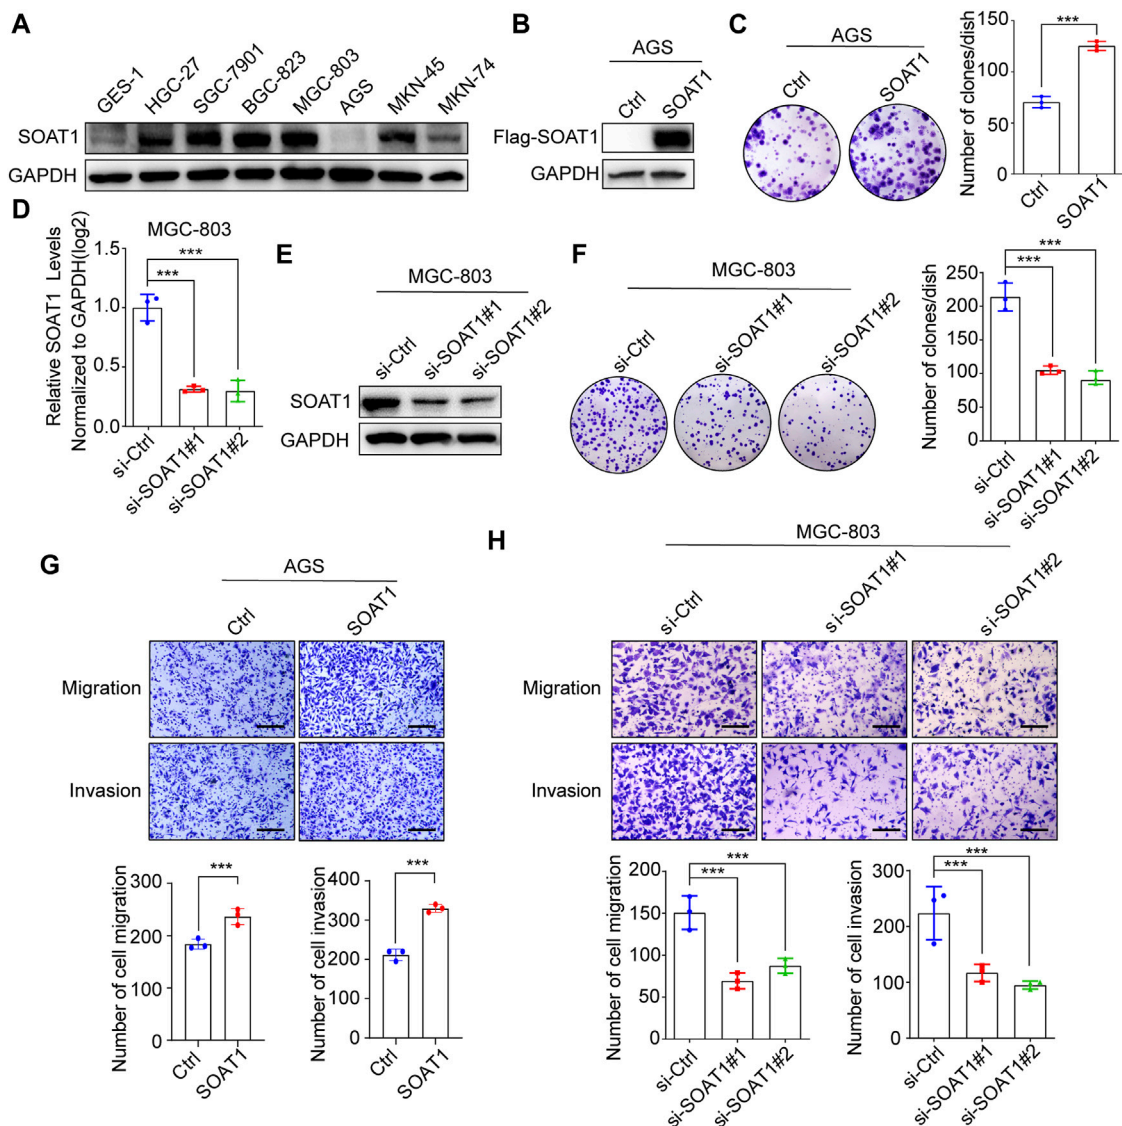 A
GES-1
HGC-27
SGC-7901
BGC-823
MGC-803
AGS
MKN-45
MKN-74
SOAT1
GAPDH
B
AGS
Ctrl
SOAT1
Flag-SOAT1
GAPDH
C
AGS
Ctrl
SOAT1
Number of clones/dish
150
100
50
0
***
Ctrl
SOAT1
D
MGC-803
Relative SOAT1 Levels
Normalized to GAPDH(log2)
1.5
1.0
0.5
0.0
***
***
si-Ctrl
si-SOAT1#1
si-SOAT1#2
E
MGC-803
si-Ctrl
si-SOAT1#1
si-SOAT1#2
SOAT1
GAPDH
F
MGC-803
si-Ctrl
si-SOAT1#1
si-SOAT1#2
Number of clones/dish
250
200
150
100
50
0
***
***
si-Ctrl
si-SOAT1#1
si-SOAT1#2
G
AGS
Ctrl
SOAT1
Migration
Invasion
Number of cell migration
300
200
100
0
***
Ctrl
SOAT1
Number of cell invasion
400
300
200
100
0
***
Ctrl
SOAT1
H
MGC-803
si-Ctrl
si-SOAT1#1
si-SOAT1#2
Migration
Invasion
Number of cell migration
200
150
100
50
0
***
***
si-Ctrl
si-SOAT1#1
si-SOAT1#2
Number of cell invasion
300
200
100
0
***
***
si-Ctrl
si-SOAT1#1
si-SOAT1#2